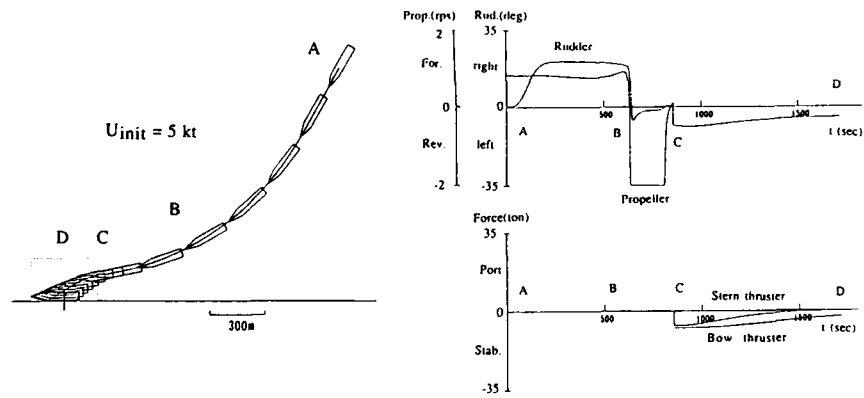 A
U init = 5 kt
B
D C
300m
Prop.(rps) Rud.(deg)
2 35
For. right
Rudder
D
0 0
500 1000 1500
A B C t (sec)
Rev. left
-2 -35
Propeller
Force(ton)
35
Port
A B C Stern thruster D
0
500 1000 1500 t (sec)
Bow thruster
Stab.
-35